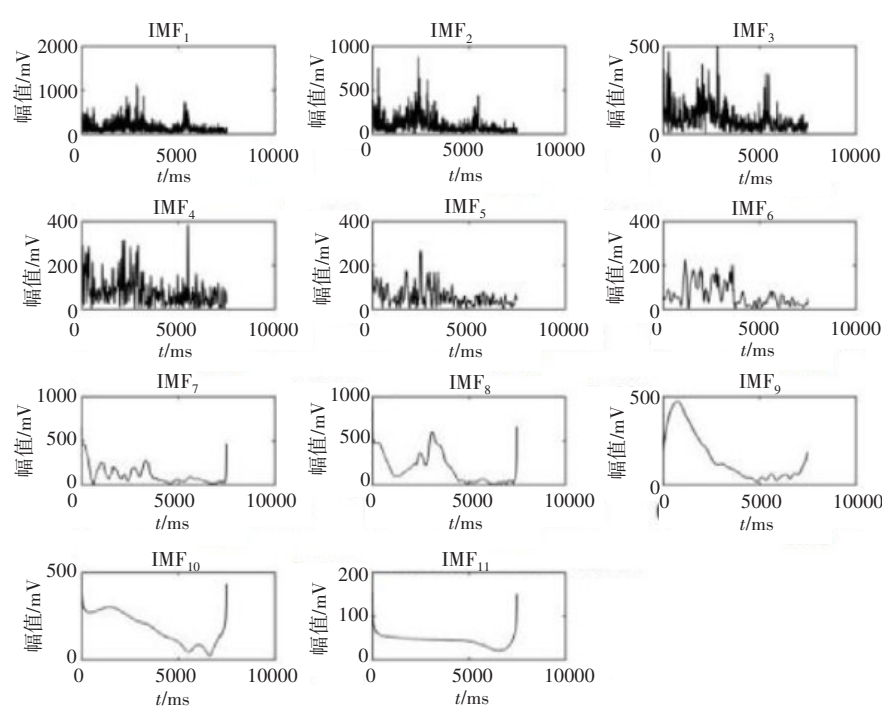 IMF₁ IMF₂ IMF₃
2000 1000 500
幅值/mV 幅值/mV 幅值/mV
1000 500
0 0 0
0 5000 10000 0 5000 10000 0 5000 10000
t/ms t/ms t/ms
IMF₄ IMF₅ IMF₆
400 400 400
幅值/mV 幅值/mV 幅值/mV
200 200 200
0 0 0
0 5000 10000 0 5000 10000 0 5000 10000
t/ms t/ms t/ms
IMF₇ IMF₈ IMF₉
1000 1000 500
幅值/mV 幅值/mV 幅值/mV
500 500
0 0 0
0 5000 10000 0 5000 10000 0 5000 10000
t/ms t/ms t/ms
IMF₁₀ IMF₁₁
500 200
幅值/mV 幅值/mV
100
0 0
0 5000 10000 0 5000 10000
t/ms t/ms